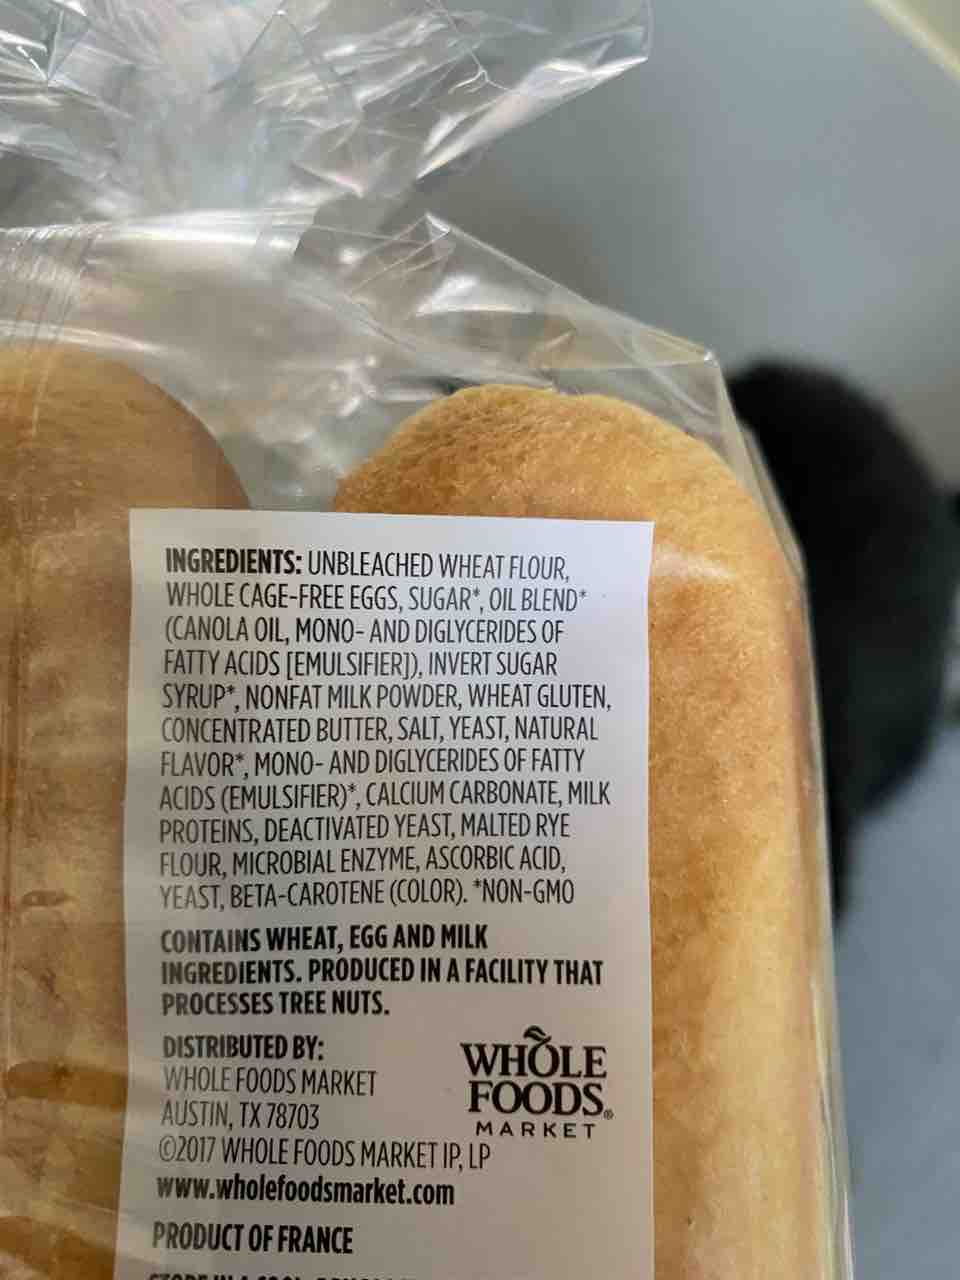 INGREDIENTS: UNBLEACHED WHEAT FLOUR,
WHOLE CAGE-FREE EGGS, SUGAR*, OIL BLEND*
(CANOLA OIL, MONO- AND DIGLYCERIDES OF
FATTY ACIDS [EMULSIFIER]), INVERT SUGAR
SYRUP*, NONFAT MILK POWDER, WHEAT GLUTEN,
CONCENTRATED BUTTER, SALT, YEAST, NATURAL
FLAVOR*, MONO- AND DIGLYCERIDES OF FATTY
ACIDS (EMULSIFIER)*, CALCIUM CARBONATE, MILK
PROTEINS, DEACTIVATED YEAST, MALTED RYE
FLOUR, MICROBIAL ENZYME, ASCORBIC ACID,
YEAST, BETA-CAROTENE (COLOR). *NON-GMO
CONTAINS WHEAT, EGG AND MILK
INGREDIENTS. PRODUCED IN A FACILITY THAT
PROCESSES TREE NUTS.
DISTRIBUTED BY:
WHOLE FOODS MARKET
AUSTIN, TX 78703
©2017 WHOLE FOODS MARKET IP, LP
www.wholefoodsmarket.com
WHOLE
FOODS®
MARKET
PRODUCT OF FRANCE
STORE IN A COOL,